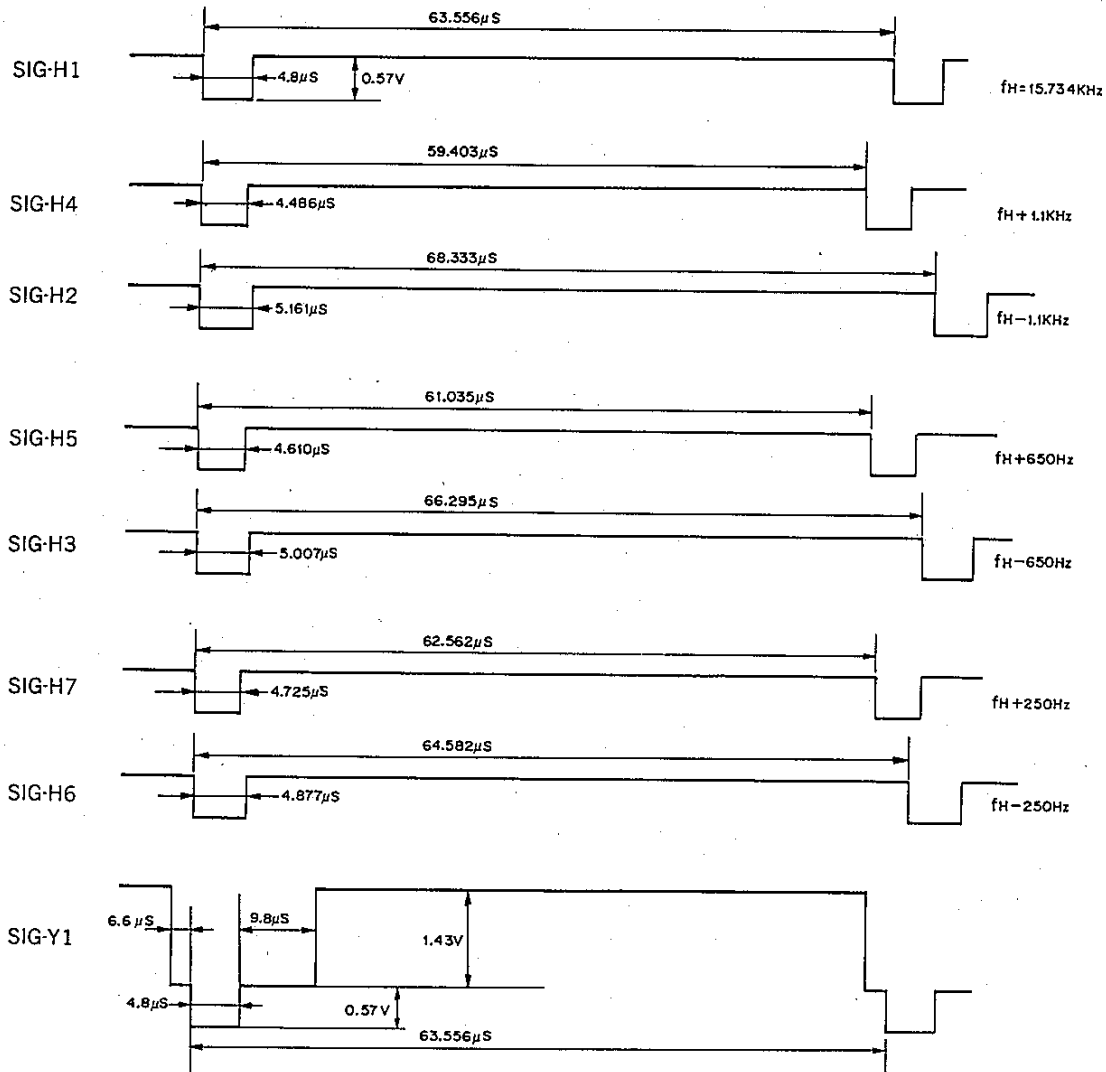 63.556µS
SIG-H1
4.8µS
0.57V
fH=15.734KHz
59.403µS
SIG-H4
4.486µS
fH+1.1KHz
68.333µS
SIG-H2
5.161µS
fH-1.1KHz
61.035µS
SIG-H5
4.610µS
fH+650Hz
66.295µS
SIG-H3
5.007µS
fH-650Hz
62.562µS
SIG-H7
4.725µS
fH+250Hz
64.582µS
SIG-H6
4.877µS
fH-250Hz
6.6µS
9.8µS
SIG-Y1
1.43V
4.8µS
0.57V
63.556µS